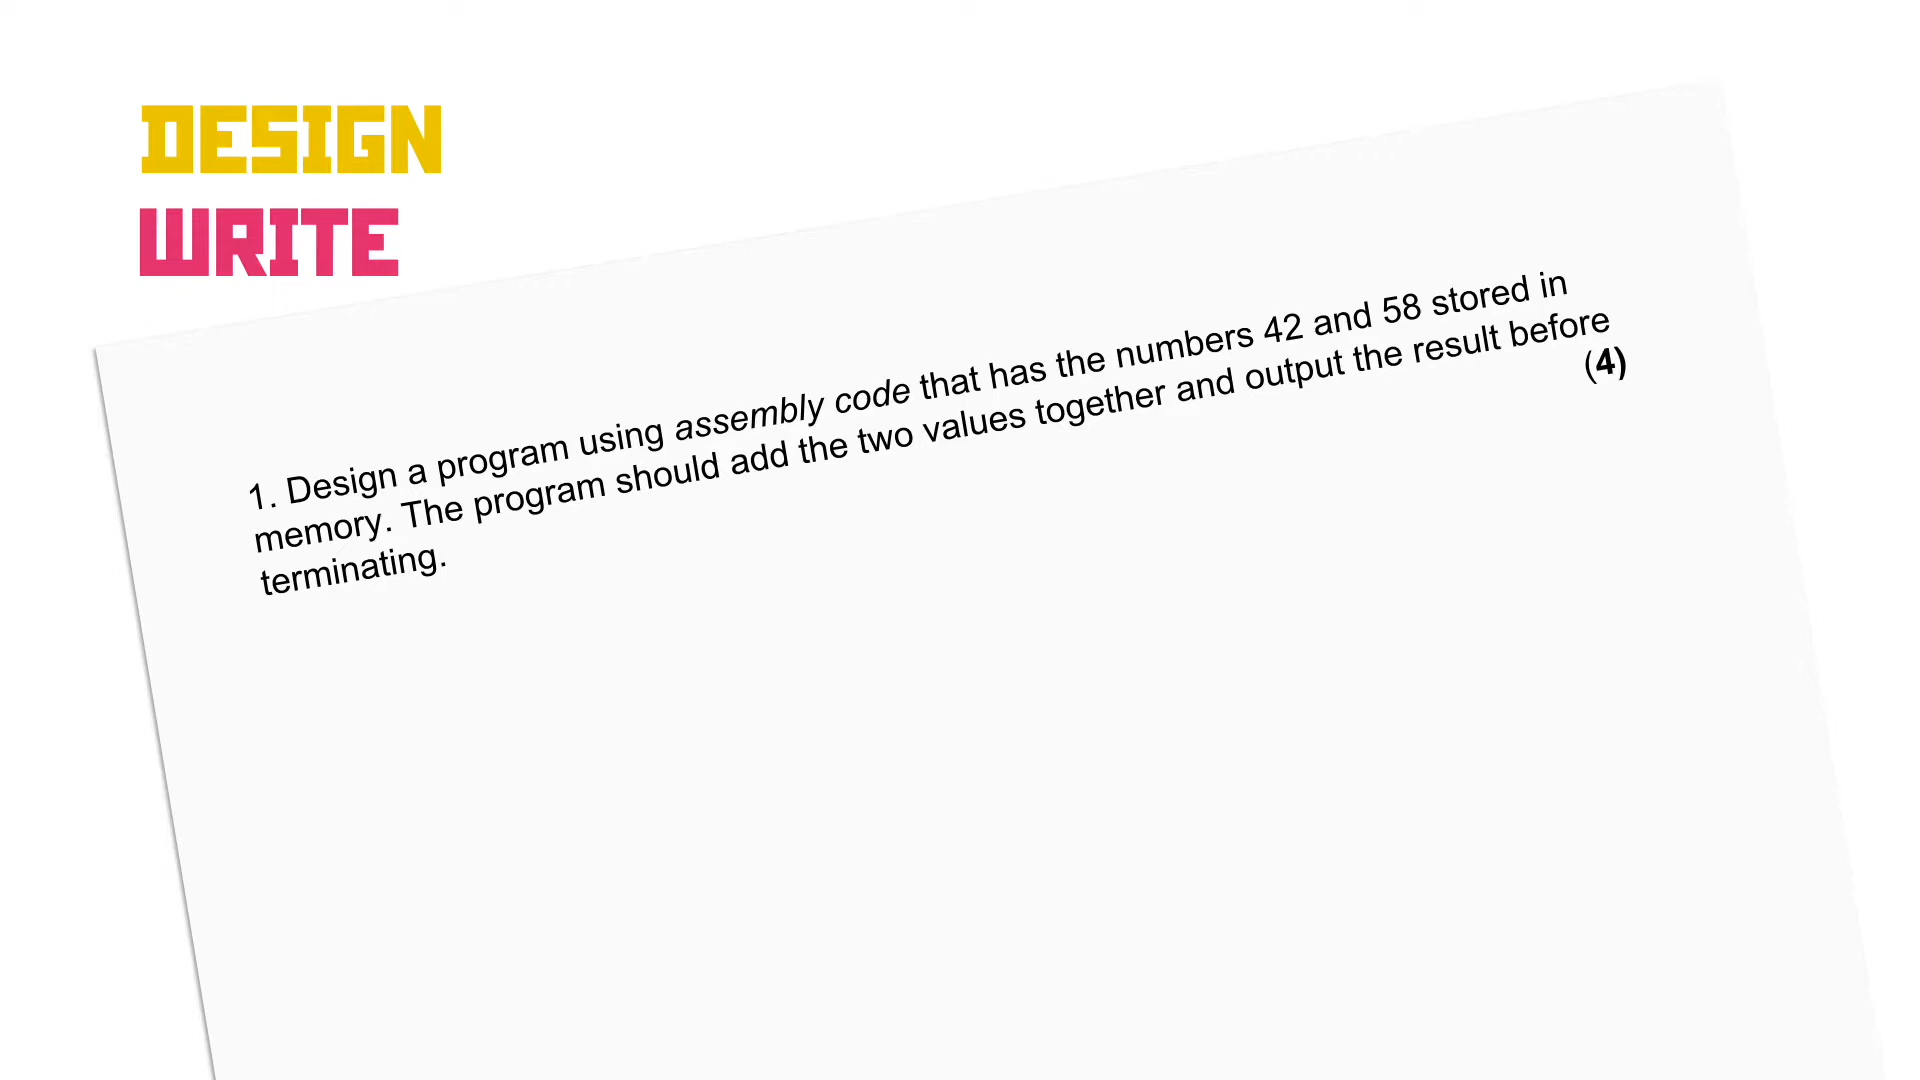 DESIGN
WRITE
1. Design a program using assembly code that has the numbers 42 and 58 stored in
memory. The program should add the two values together and output the result before
terminating.
(4)